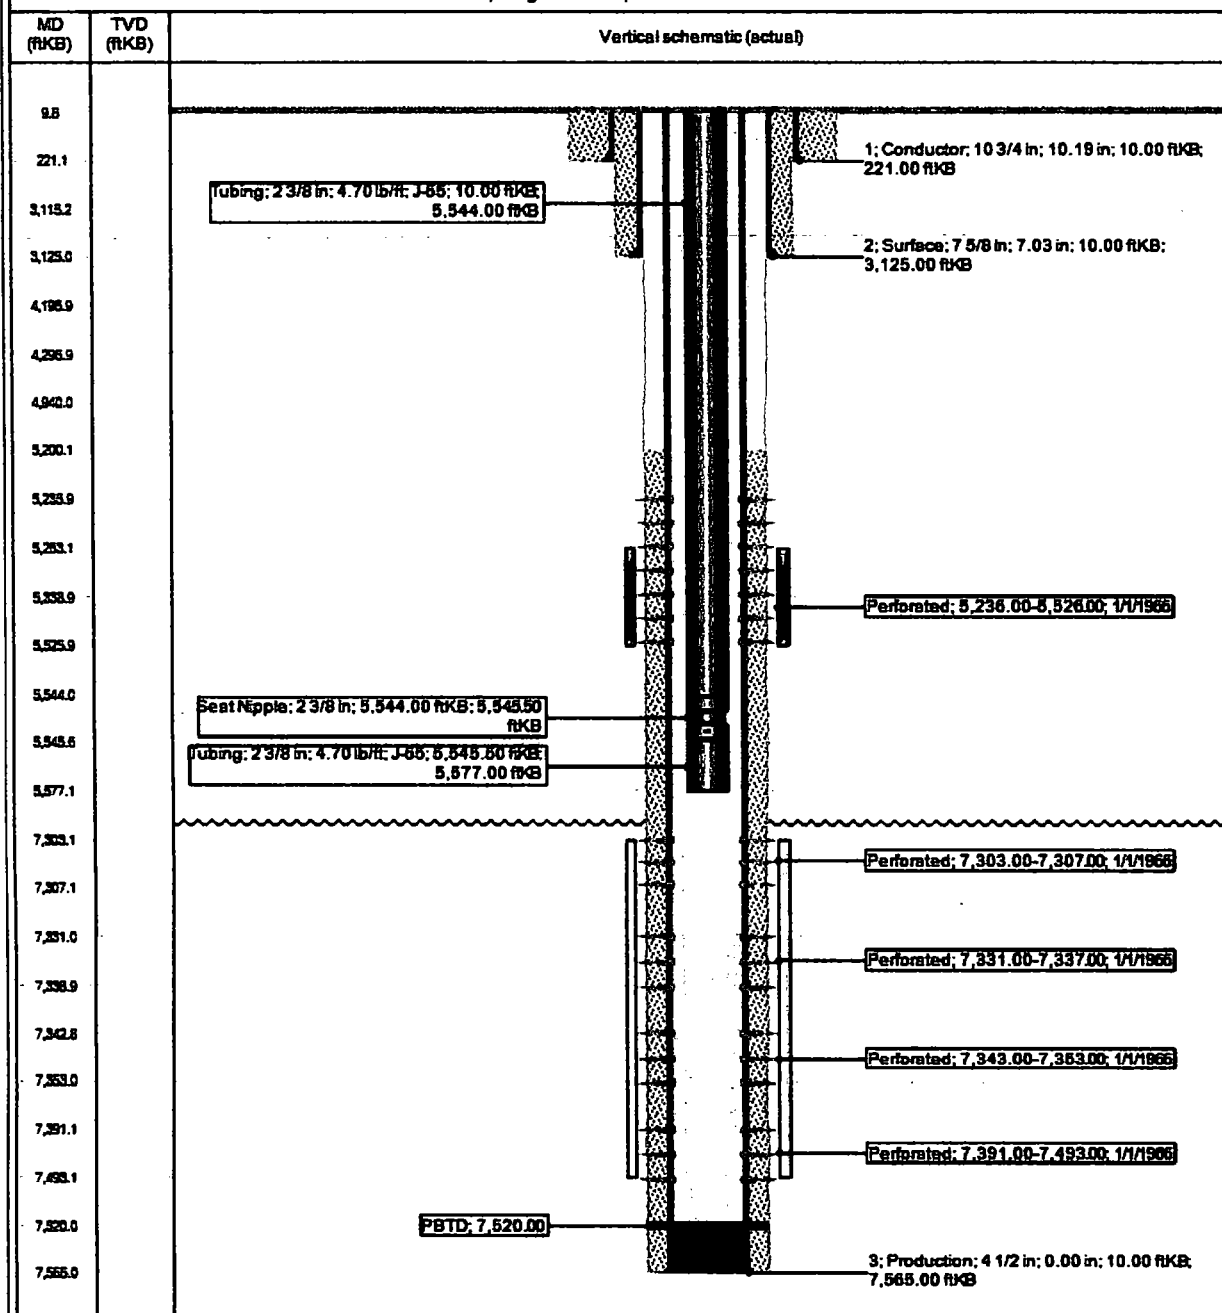 MD (ftKB)
TVD (ftKB)
Vertical schematic (actual)
9.8
221.1
3,115.2
3,125.0
4,195.9
4,295.9
4,940.0
5,200.1
5,235.9
5,253.1
5,338.9
5,525.9
5,544.0
5,545.6
5,577.1
7,303.1
7,307.1
7,331.0
7,336.9
7,342.8
7,353.0
7,391.1
7,493.1
7,520.0
7,565.0
Tubing; 2 3/8 in; 4.70 lb/ft; J-55; 10.00 ftKB;
5,544.00 ftKB
Seat Nipple; 2 3/8 in; 5,544.00 ftKB; 5,545.50
ftKB
Tubing; 2 3/8 in; 4.70 lb/ft; J-55; 5,545.50 ftKB;
5,577.00 ftKB
PBTD; 7,520.00
1; Conductor; 10 3/4 in; 10.19 in; 10.00 ftKB;
221.00 ftKB
2; Surface; 7 5/8 in; 7.03 in; 10.00 ftKB;
3,125.00 ftKB
Perforated; 5,236.00-5,526.00; 1/1/1965
Perforated; 7,303.00-7,307.00; 1/1/1965
Perforated; 7,331.00-7,337.00; 1/1/1965
Perforated; 7,343.00-7,353.00; 1/1/1965
Perforated; 7,391.00-7,493.00; 1/1/1965
3; Production; 4 1/2 in; 0.00 in; 10.00 ftKB;
7,565.00 ftKB